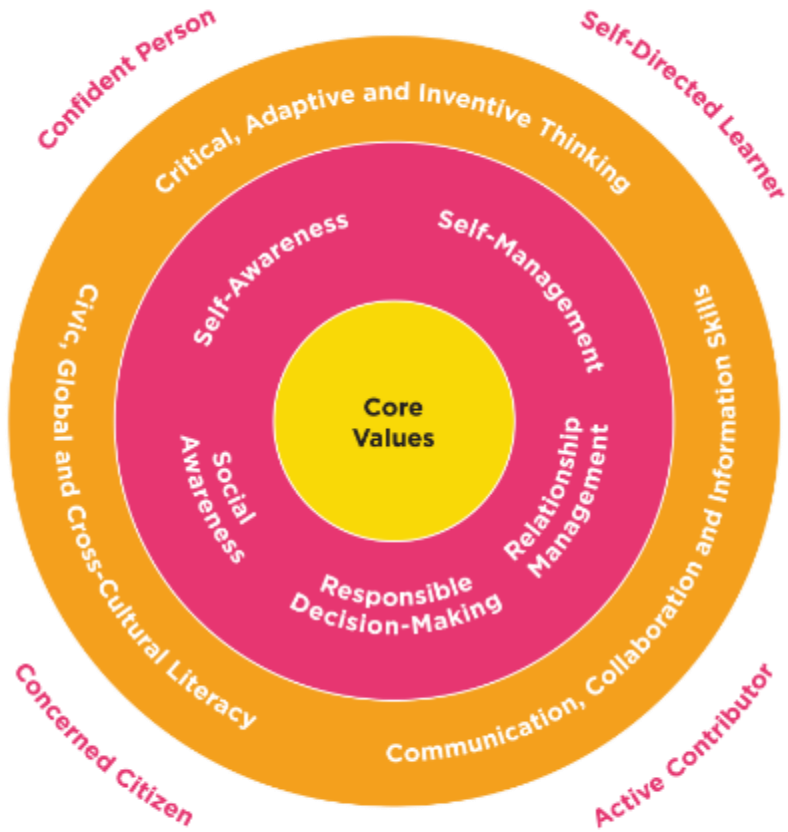 Confident Person
Self-Directed Learner
Critical, Adaptive and Inventive Thinking
Self-Awareness
Self-Management
Civic, Global and Cross-Cultural Literacy
Communication, Collaboration and Information Skills
Core
Values
Social
Awareness
Relationship
Management
Responsible
Decision-Making
Concerned Citizen
Active Contributor